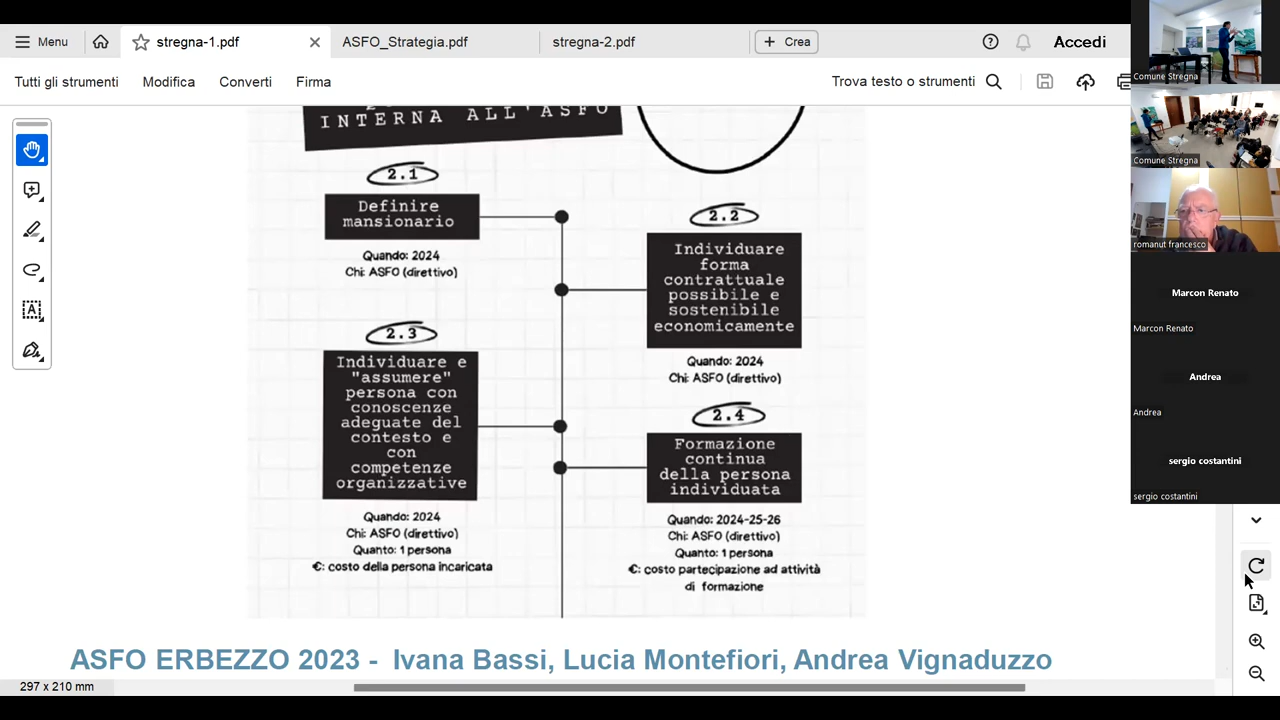 Menu
stregna-1.pdf
ASFO_Strategia.pdf
stregna-2.pdf
Crea
Accedi
Tutti gli strumenti
Modifica
Converti
Firma
Trova testo o strumenti
INTERNA ALL'ASFO
2.1
Definire
mansionario
Quando: 2024
Chi: ASFO (direttivo)
2.2
Individuare
forma
contrattuale
possibile e
sostenibile
economicamente
Quando: 2024
Chi: ASFO (direttivo)
2.3
Individuare e
"assumere"
persona con
conoscenze
adeguate del
contesto e
con
competenze
organizzative
Quando: 2024
Chi: ASFO (direttivo)
Quanto: 1 persona
€: costo della persona incaricata
2.4
Formazione
continua
della persona
individuata
Quando: 2024-25-26
Chi: ASFO (direttivo)
Quanto: 1 persona
€: costo partecipazione ad attività
di formazione
ASFO ERBEZZO 2023 - Ivana Bassi, Lucia Montefiori, Andrea Vignaduzzo
297 x 210 mm
Comune Stregna
Comune Stregna
romanut francesco
Marcon Renato
Marcon Renato
Andrea
Andrea
sergio costantini
sergio costantini